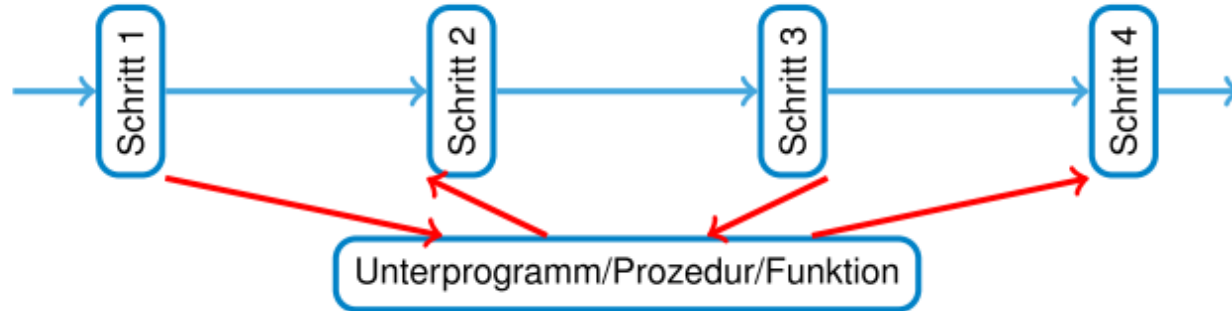 Schritt 1
Schritt 2
Schritt 3
Schritt 4
Unterprogramm/Prozedur/Funktion